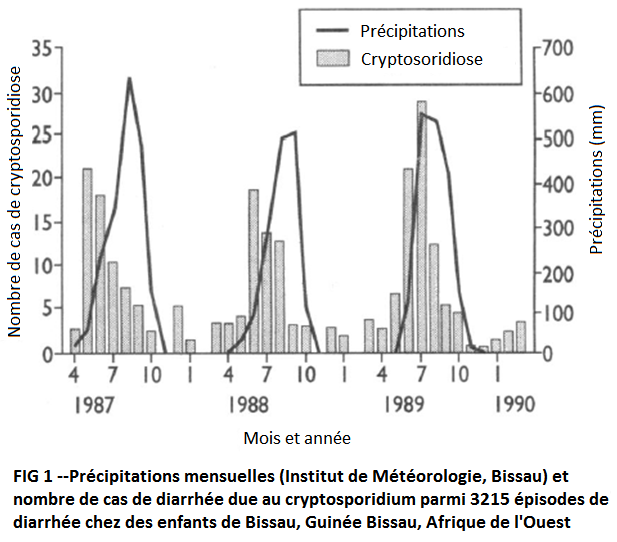 Précipitations
Cryptosoridiose
Nombre de cas de cryptosporidiose
35
30
25
20
15
10
5
0
700
600
500
400
300
200
100
0
Précipitations (mm)
4 7 10 1 4 7 10 1 4 7 10 1
1987 1988 1989 1990
Mois et année
FIG 1 --Précipitations mensuelles (Institut de Météorologie, Bissau) et
nombre de cas de diarrhée due au cryptosporidium parmi 3215 épisodes de
diarrhée chez des enfants de Bissau, Guinée Bissau, Afrique de l'Ouest